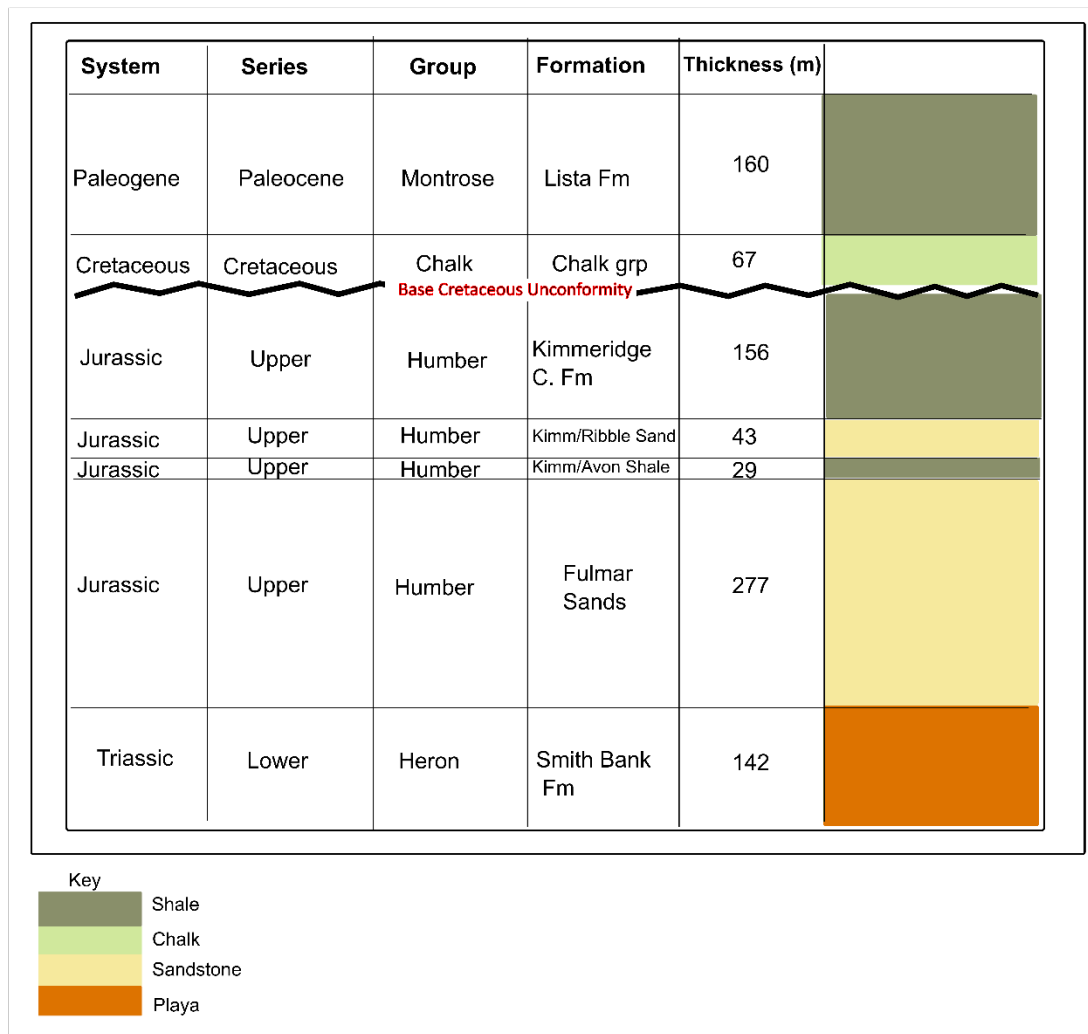 System Series Group Formation Thickness (m)
Paleogene Paleocene Montrose Lista Fm 160
Cretaceous Cretaceous Chalk Chalk grp 67
Base Cretaceous Unconformity
Jurassic Upper Humber Kimmeridge 156
C. Fm
Jurassic Upper Humber Kimm/Ribble Sand 43
Jurassic Upper Humber Kimm/Avon Shale 29
Jurassic Upper Humber Fulmar 277
Sands
Triassic Lower Heron Smith Bank 142
Fm
Key
Shale
Chalk
Sandstone
Playa